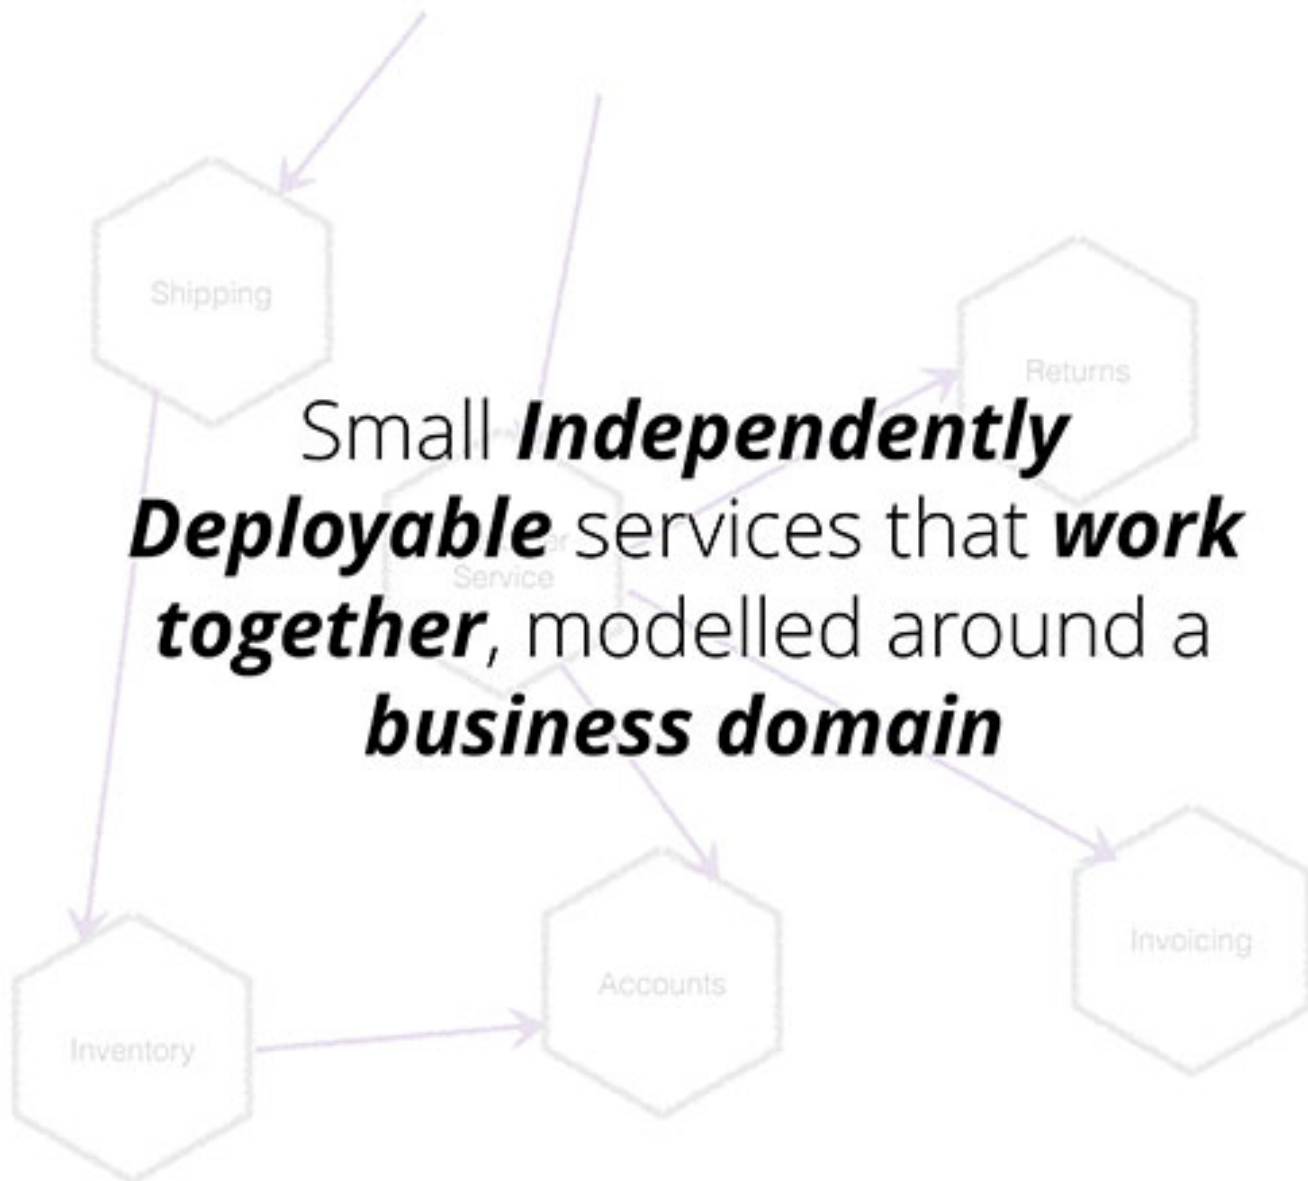 Shipping
Returns
Small Independently
Deployable services that work
Service
together, modelled around a
business domain
Accounts
Invoicing
Inventory